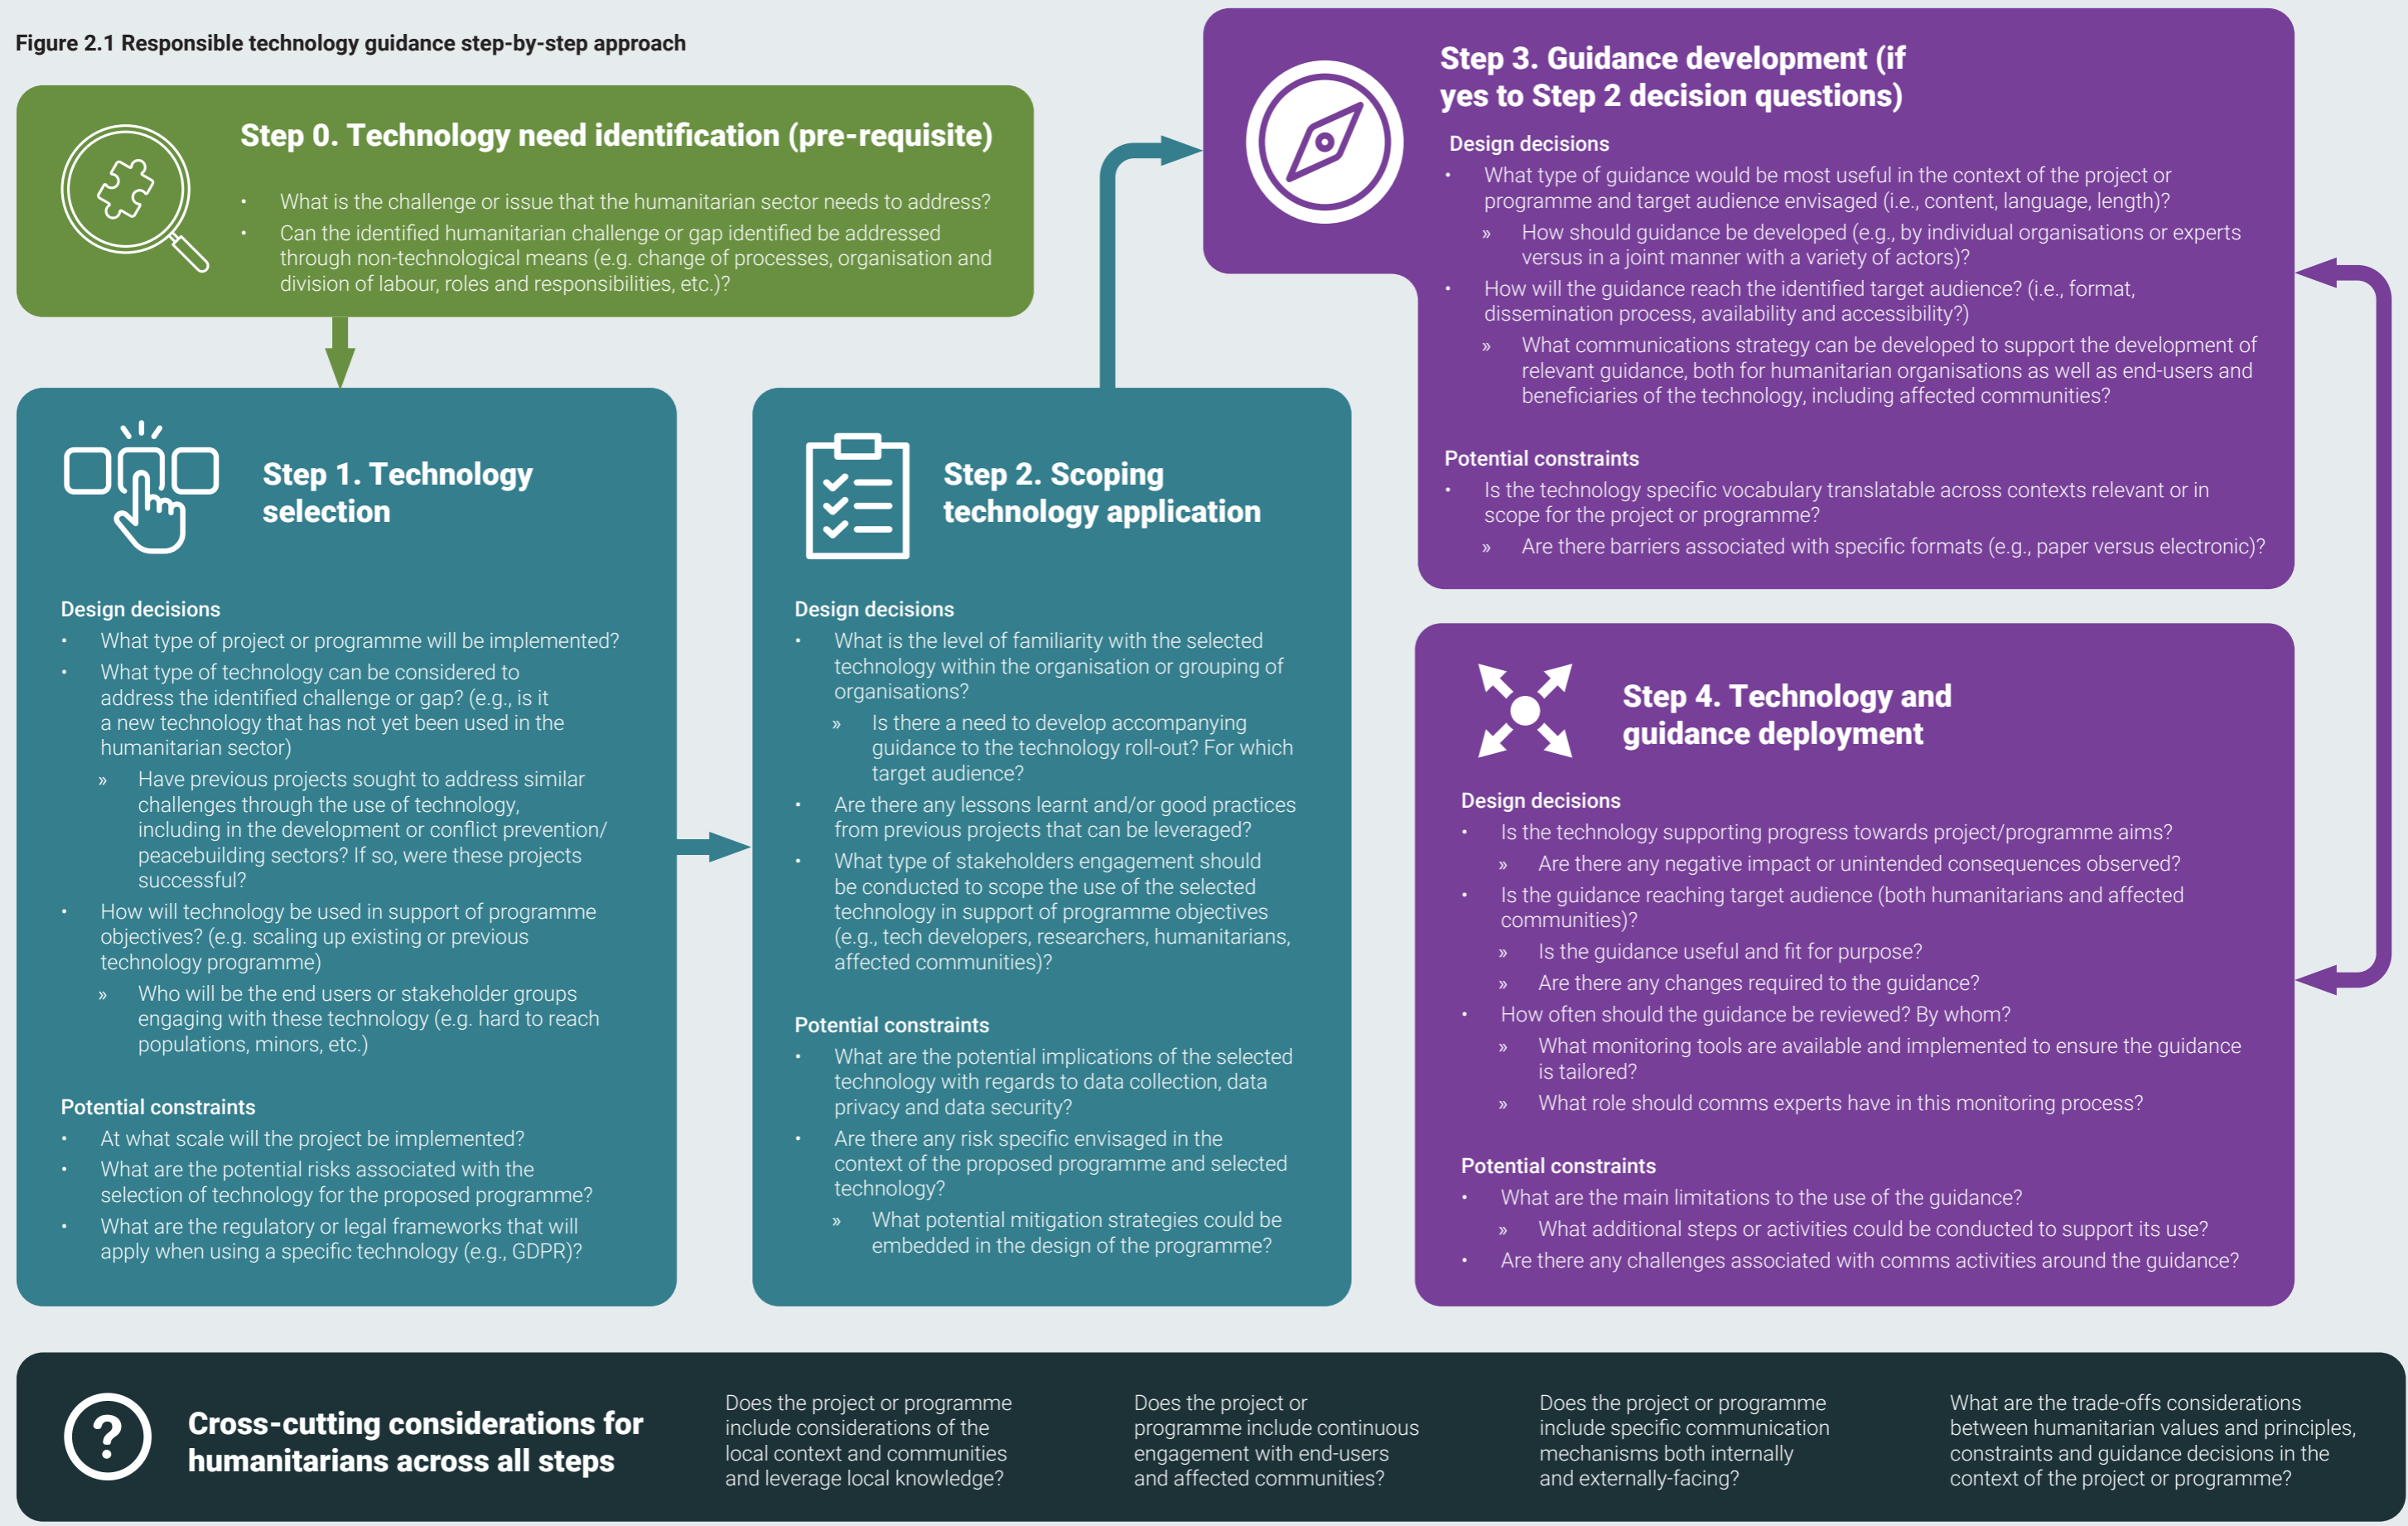 Figure 2.1 Responsible technology guidance step-by-step approach
Step 0. Technology need identification (pre-requisite)
• What is the challenge or issue that the humanitarian sector needs to address?
• Can the identified humanitarian challenge or gap identified be addressed
through non-technological means (e.g. change of processes, organisation and
division of labour, roles and responsibilities, etc.)?
Step 1. Technology
selection
Design decisions
• What type of project or programme will be implemented?
• What type of technology can be considered to
address the identified challenge or gap? (e.g., is it
a new technology that has not yet been used in the
humanitarian sector)
» Have previous projects sought to address similar
challenges through the use of technology,
including in the development or conflict prevention/
peacebuilding sectors? If so, were these projects
successful?
• How will technology be used in support of programme
objectives? (e.g. scaling up existing or previous
technology programme)
» Who will be the end users or stakeholder groups
engaging with these technology (e.g. hard to reach
populations, minors, etc.)
Potential constraints
• At what scale will the project be implemented?
• What are the potential risks associated with the
selection of technology for the proposed programme?
• What are the regulatory or legal frameworks that will
apply when using a specific technology (e.g., GDPR)?
Step 2. Scoping
technology application
Design decisions
• What is the level of familiarity with the selected
technology within the organisation or grouping of
organisations?
» Is there a need to develop accompanying
guidance to the technology roll-out? For which
target audience?
• Are there any lessons learnt and/or good practices
from previous projects that can be leveraged?
• What type of stakeholders engagement should
be conducted to scope the use of the selected
technology in support of programme objectives
(e.g., tech developers, researchers, humanitarians,
affected communities)?
Potential constraints
• What are the potential implications of the selected
technology with regards to data collection, data
privacy and data security?
• Are there any risk specific envisaged in the
context of the proposed programme and selected
technology?
» What potential mitigation strategies could be
embedded in the design of the programme?
Step 3. Guidance development (if
yes to Step 2 decision questions)
Design decisions
• What type of guidance would be most useful in the context of the project or
programme and target audience envisaged (i.e., content, language, length)?
» How should guidance be developed (e.g., by individual organisations or experts
versus in a joint manner with a variety of actors)?
• How will the guidance reach the identified target audience? (i.e., format,
dissemination process, availability and accessibility?)
» What communications strategy can be developed to support the development of
relevant guidance, both for humanitarian organisations as well as end-users and
beneficiaries of the technology, including affected communities?
Potential constraints
• Is the technology specific vocabulary translatable across contexts relevant or in
scope for the project or programme?
» Are there barriers associated with specific formats (e.g., paper versus electronic)?
Step 4. Technology and
guidance deployment
Design decisions
• Is the technology supporting progress towards project/programme aims?
» Are there any negative impact or unintended consequences observed?
• Is the guidance reaching target audience (both humanitarians and affected
communities)?
» Is the guidance useful and fit for purpose?
» Are there any changes required to the guidance?
• How often should the guidance be reviewed? By whom?
» What monitoring tools are available and implemented to ensure the guidance
is tailored?
» What role should comms experts have in this monitoring process?
Potential constraints
• What are the main limitations to the use of the guidance?
» What additional steps or activities could be conducted to support its use?
• Are there any challenges associated with comms activities around the guidance?
?
Cross-cutting considerations for
humanitarians across all steps
Does the project or programme
include considerations of the
local context and communities
and leverage local knowledge?
Does the project or
programme include continuous
engagement with end-users
and affected communities?
Does the project or programme
include specific communication
mechanisms both internally
and externally-facing?
What are the trade-offs considerations
between humanitarian values and principles,
constraints and guidance decisions in the
context of the project or programme?